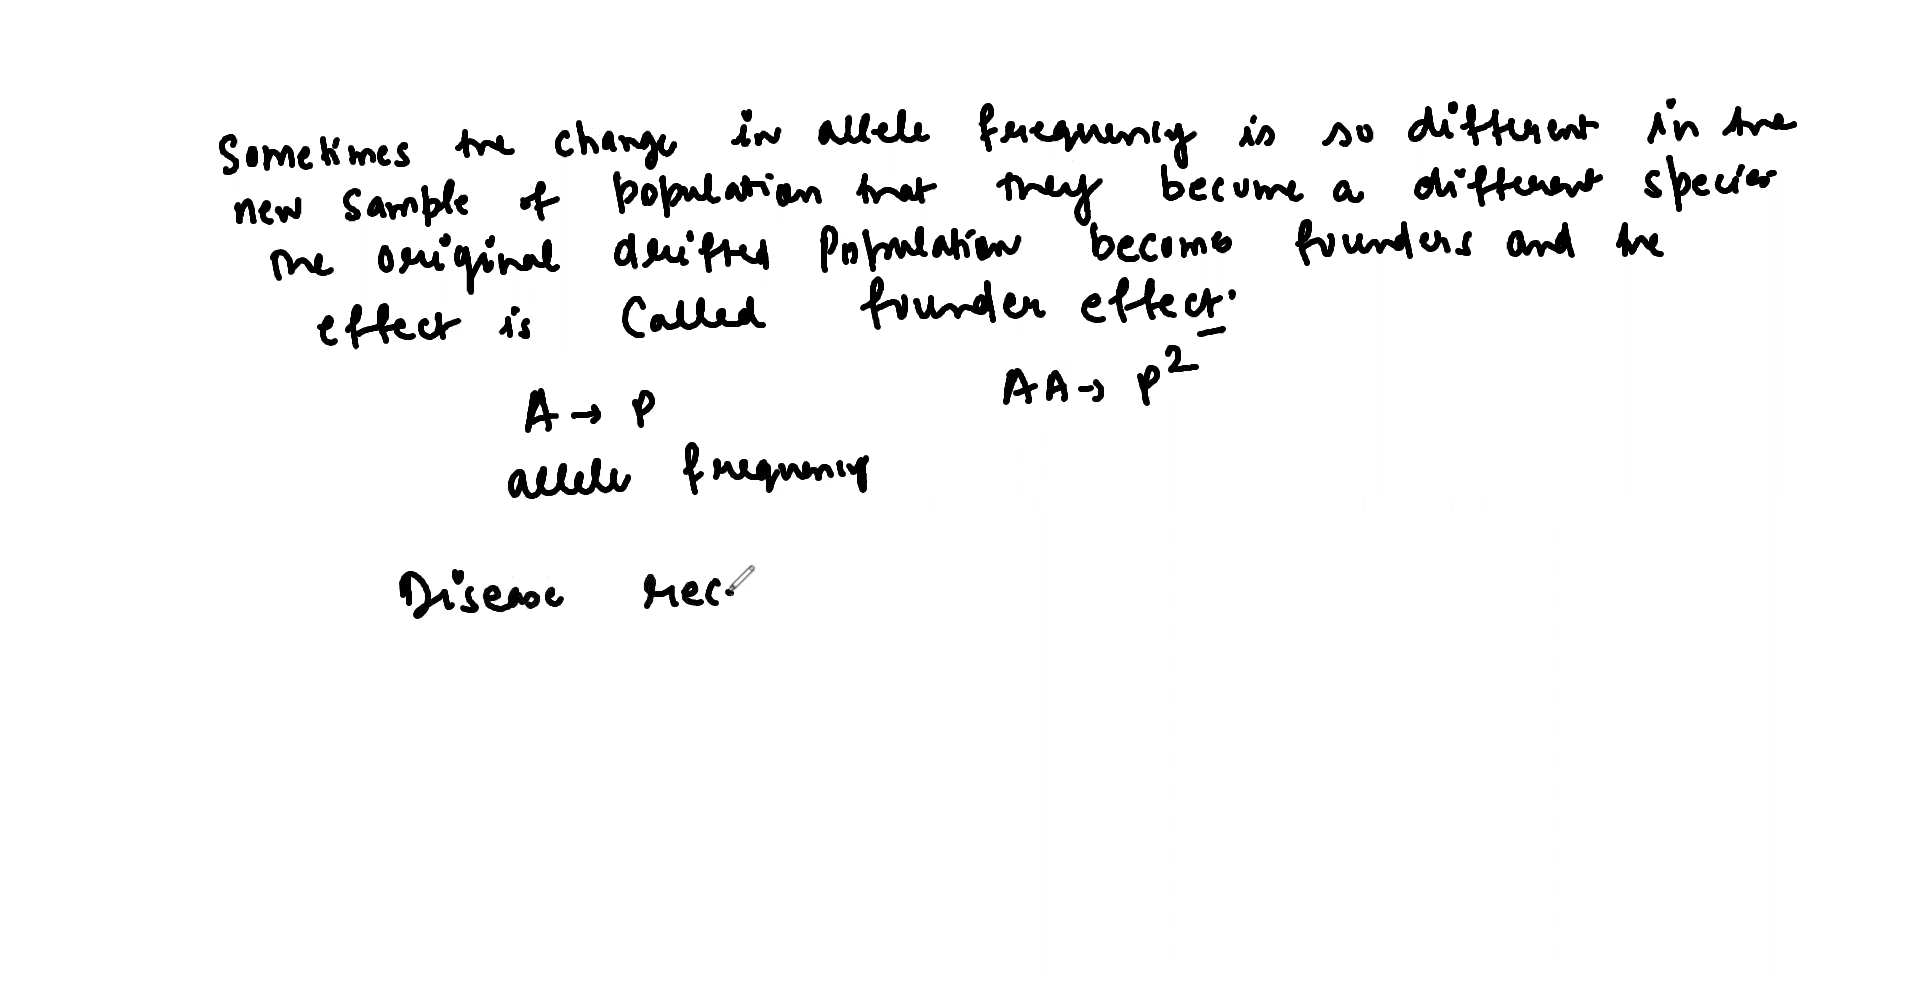 Sometimes the change in allele frequency is so different in the
new sample of population that they become a different species
The original drifted population become founders and the
effect is called founder effect.
A → p
AA → p²
allele frequency
Disease rec